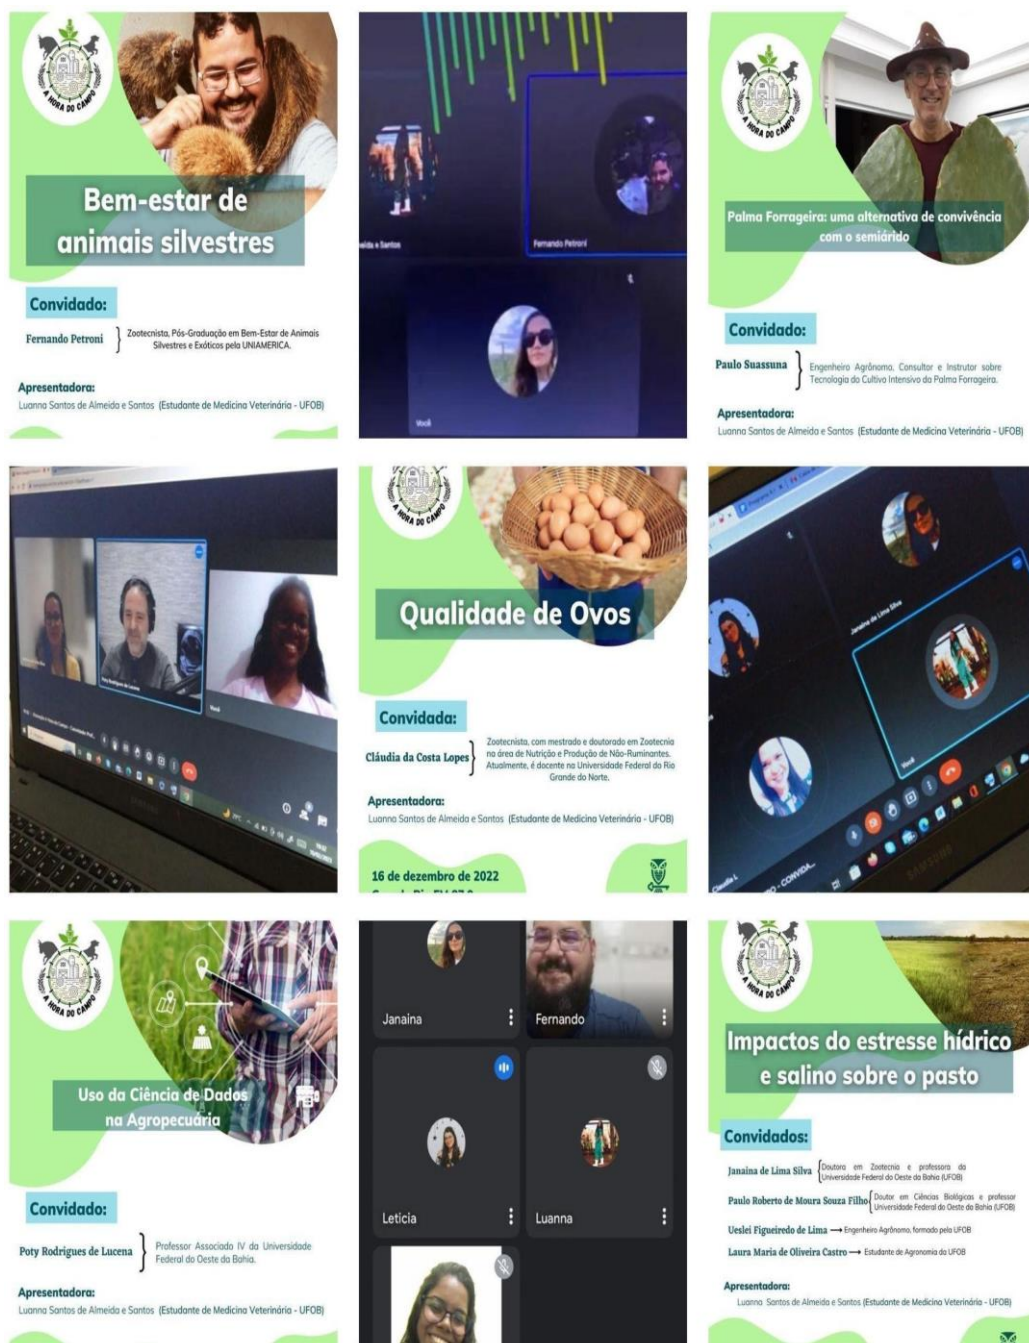 A HORA DO CAMPO
Bem-estar de
animais silvestres
Convidado:
Fernando Petroni
Zootecnista, Pós-Graduação em Bem-Estar de Animais
Silvestres e Exóticos pela UNIAMERICA.
Apresentadora:
Luanna Santos de Almeida e Santos (Estudante de Medicina Veterinária - UFOB)
Fernando Petroni
Você
A HORA DO CAMPO
Palma Forrageira: uma alternativa de convivência
com o semiárido
Convidado:
Paulo Suassuna
Engenheiro Agrônomo, Consultor e Instrutor sobre
Tecnologia do Cultivo Intensivo da Palma Forrageira.
Apresentadora:
Luanna Santos de Almeida e Santos (Estudante de Medicina Veterinária - UFOB)
Poty Rodrigues de Lucena
Você
SAMSUNG
A HORA DO CAMPO
Qualidade de Ovos
Convidada:
Cláudia da Costa Lopes
Zootecnista, com mestrado e doutorado em Zootecnia
na área de Nutrição e Produção de Não-Ruminantes.
Atualmente, é docente na Universidade Federal do Rio
Grande do Norte.
Apresentadora:
Luanna Santos de Almeida e Santos (Estudante de Medicina Veterinária - UFOB)
16 de dezembro de 2022
Janaina de Lima Silva
Você
Claudia L
SAMSUNG
A HORA DO CAMPO
Uso da Ciência de Dados
na Agropecuária
Convidado:
Poty Rodrigues de Lucena
Professor Associado IV da Universidade
Federal do Oeste da Bahia.
Apresentadora:
Luanna Santos de Almeida e Santos (Estudante de Medicina Veterinária - UFOB)
Janaina
Fernando
Leticia
Luanna
A HORA DO CAMPO
Impactos do estresse hídrico
e salino sobre o pasto
Convidados:
Janaina de Lima Silva
Doutora em Zootecnia e professora da
Universidade Federal do Oeste da Bahia (UFOB)
Paulo Roberto de Moura Souza Filho
Doutor em Ciências Biológicas e professor
Universidade Federal do Oeste da Bahia (UFOB)
Ueslei Figueiredo de Lima → Engenheiro Agrônomo, formado pela UFOB
Laura Maria de Oliveira Castro → Estudante de Agronomia da UFOB
Apresentadora:
Luanna Santos de Almeida e Santos (Estudante de Medicina Veterinária - UFOB)